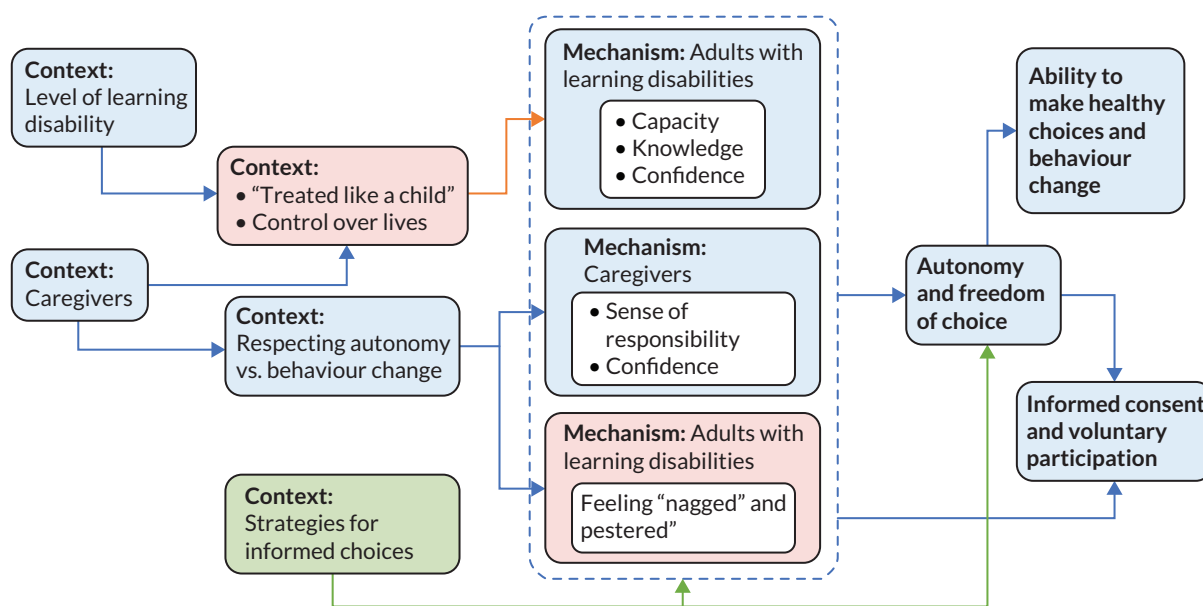 Context:
Level of learning
disability
Context:
• “Treated like a child”
• Control over lives
Context:
Caregivers
Context:
Respecting autonomy
vs. behaviour change
Context:
Strategies for
informed choices
Mechanism: Adults with
learning disabilities
• Capacity
• Knowledge
• Confidence
Mechanism:
Caregivers
• Sense of
responsibility
• Confidence
Mechanism: Adults with
learning disabilities
Feeling “nagged” and
pestered”
Autonomy
and freedom
of choice
Ability to
make healthy
choices and
behaviour
change
Informed consent
and voluntary
participation